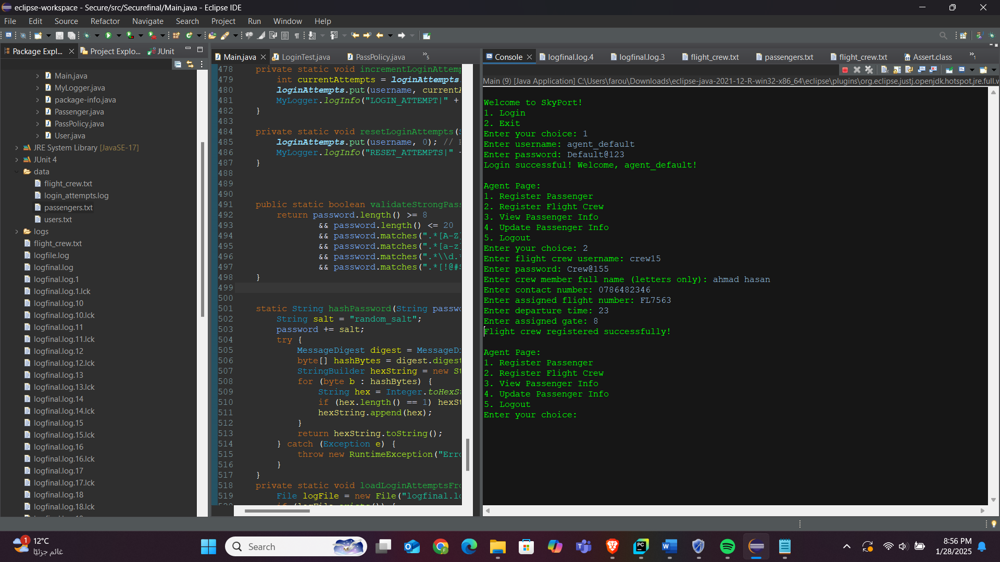 eclipse-workspace - Secure/src/Securefinal/Main.java - Eclipse IDE
File Edit Source Refactor Navigate Search Project Run Window Help
Package Expl... Project Explo... JUnit
Main.java
MyLogger.java
package-info.java
Passenger.java
PassPolicy.java
User.java
JRE System Library [JavaSE-17]
JUnit 4
data
flight_crew.txt
login_attempts.log
passengers.txt
users.txt
logs
flight_crew.txt
logfile.log
logfinal.log
logfinal.log.1
logfinal.log.1.lck
logfinal.log.10
logfinal.log.10.lck
logfinal.log.11
logfinal.log.11.lck
logfinal.log.12
logfinal.log.12.lck
logfinal.log.13
logfinal.log.13.lck
logfinal.log.14
logfinal.log.14.lck
logfinal.log.15
logfinal.log.15.lck
logfinal.log.16
logfinal.log.16.lck
logfinal.log.17
logfinal.log.17.lck
logfinal.log.18
logfinal.log.18.lck
Main.java LoginTest.java PassPolicy.java »5
478 private static void incrementLoginAttemp
479 int currentAttempts = loginAttempts
480 loginAttempts.put(username, currentA
481 MyLogger.logInfo("LOGIN_ATTEMPT|" +
482 }
483
484 private static void resetLoginAttempts(
485 loginAttempts.put(username, 0); //
486 MyLogger.logInfo("RESET_ATTEMPTS|"
487 }
488
489
490
491 public static boolean validateStrongPas
492 return password.length() >= 8
493 && password.length() <= 20
494 && password.matches(".*[A-Z]
495 && password.matches(".*[a-z]
496 && password.matches(".*\\d.*
497 && password.matches(".*[!@#$
498 }
499
500
501 static String hashPassword(String passwo
502 String salt = "random_salt";
503 password += salt;
504 try {
505 MessageDigest digest = MessageDi
506 byte[] hashBytes = digest.digest
507 StringBuilder hexString = new St
508 for (byte b : hashBytes) {
509 String hex = Integer.toHexSt
510 if (hex.length() == 1) hexSt
511 hexString.append(hex);
512 }
513 return hexString.toString();
514 } catch (Exception e) {
515 throw new RuntimeException("Erro
516 }
517 }
518 private static void loadLoginAttemptsFro
519 File logFile = new File("logfinal.lo
Console logfinal.log.4 logfinal.log.3 flight_crew.txt passengers.txt flight_crew.txt Assert.class »1
Main (9) [Java Application] C:\Users\farou\Downloads\eclipse-java-2021-12-R-win32-x86_64\eclipse\plugins\org.eclipse.justj.openjdk.hotspot.jre.full.w
Welcome to SkyPort!
1. Login
2. Exit
Enter your choice: 1
Enter username: agent_default
Enter password: Default@123
Login successful! Welcome, agent_default!
Agent Page:
1. Register Passenger
2. Register Flight Crew
3. View Passenger Info
4. Update Passenger Info
5. Logout
Enter your choice: 2
Enter flight crew username: crew15
Enter password: Crew@155
Enter crew member full name (letters only): ahmad hasan
Enter contact number: 0786482346
Enter assigned flight number: FL7563
Enter departure time: 23
Enter assigned gate: 8
Flight crew registered successfully!
Agent Page:
1. Register Passenger
2. Register Flight Crew
3. View Passenger Info
4. Update Passenger Info
5. Logout
Enter your choice:
1
12°C
غائم جزئيًا
Search
8:56 PM
1/28/2025